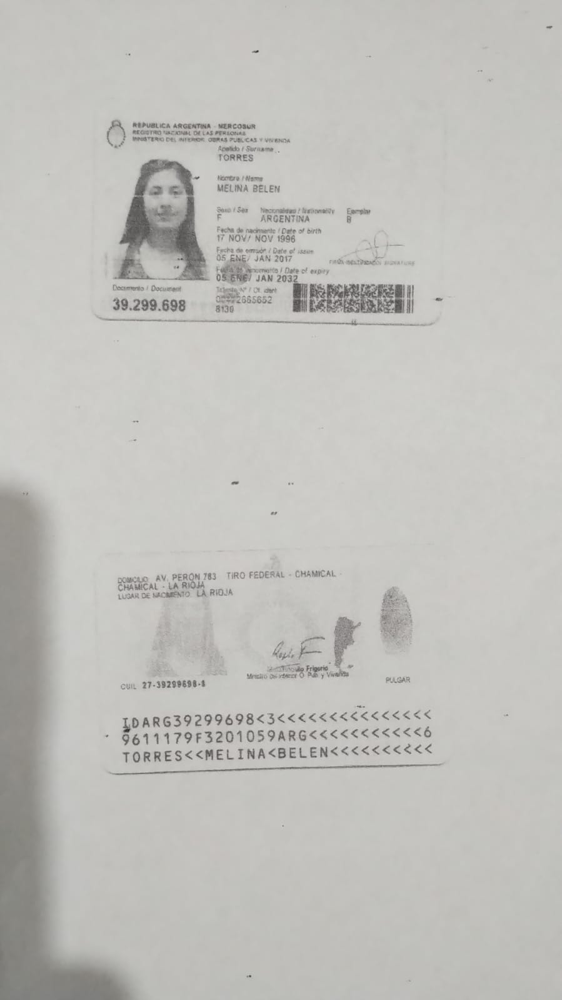 REPUBLICA ARGENTINA - MERCOSUR
REGISTRO NACIONAL DE LAS PERSONAS
MINISTERIO DEL INTERIOR, OBRAS PUBLICAS Y VIVIENDA
Apellido / Surname
TORRES
Nombre / Name
MELINA BELEN
Sexo / Sex Nacionalidad / Nationality Ejemplar
F ARGENTINA B
Fecha de nacimiento / Date of birth
17 NOV/ NOV 1996
Fecha de emisión / Date of issue
05 ENE/ JAN 2017
FIRMA IDENTIFICADO/ SIGNATURE
Fecha de vencimiento / Date of expiry
05 ENE/ JAN 2032
Documento / Document
39.299.698
Trámite Nº / Of. ident
2665652
8130
DOMICILIO: AV. PERON 783 TIRO FEDERAL - CHAMICAL -
CHAMICAL - LA RIOJA
LUGAR DE NACIMIENTO: LA RIOJA
Frigerio
Ministro del Interior O. Pub. y Vivienda
PULGAR
CUIL 27-39299698-8
IDARG39299698<3<<<<<<<<<<<<<<<
9611179F3201059ARG<<<<<<<<<<<6
TORRES<<MELINA<BELEN<<<<<<<<<<